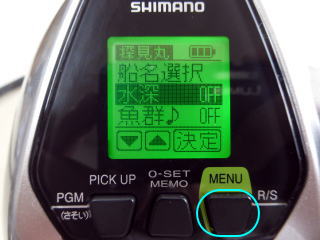 SHIMANO
探見丸
船名選択
水深 OFF
魚群♪ OFF
▼ ▲ 決定
PICK UP
O-SET
MEMO
MENU
PGM
(さそい)
R/S